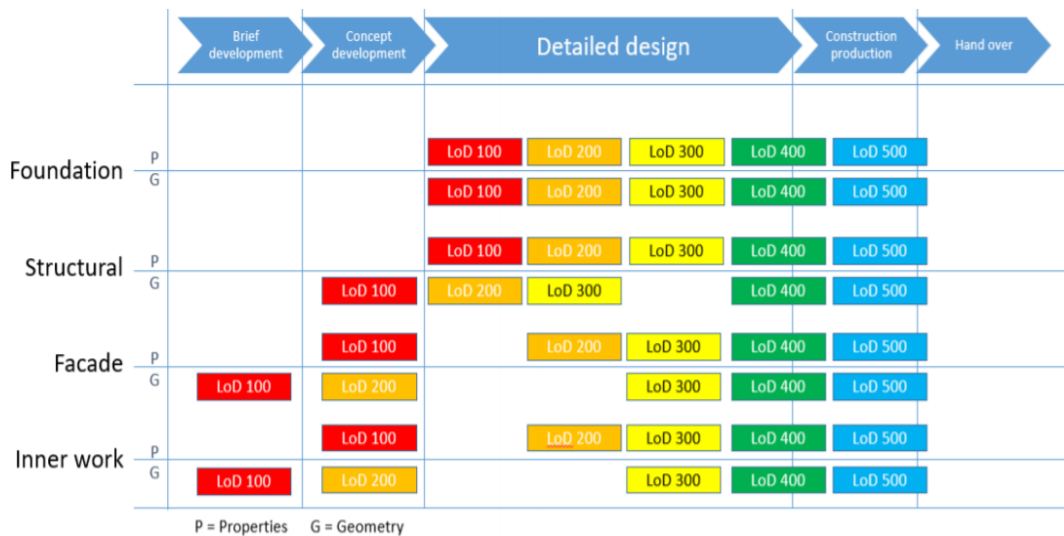 Brief development
Concept development
Detailed design
Construction production
Hand over
Foundation
P
LoD 100 LoD 200 LoD 300 LoD 400 LoD 500
G
LoD 100 LoD 200 LoD 300 LoD 400 LoD 500
Structural
P
LoD 100 LoD 200 LoD 300 LoD 400 LoD 500
G
LoD 100 LoD 200 LoD 300 LoD 400 LoD 500
Facade
P
LoD 100 LoD 200 LoD 300 LoD 400 LoD 500
G
LoD 100 LoD 200 LoD 300 LoD 400 LoD 500
Inner work
P
LoD 100 LoD 200 LoD 300 LoD 400 LoD 500
G
LoD 100 LoD 200 LoD 300 LoD 400 LoD 500
P = Properties G = Geometry